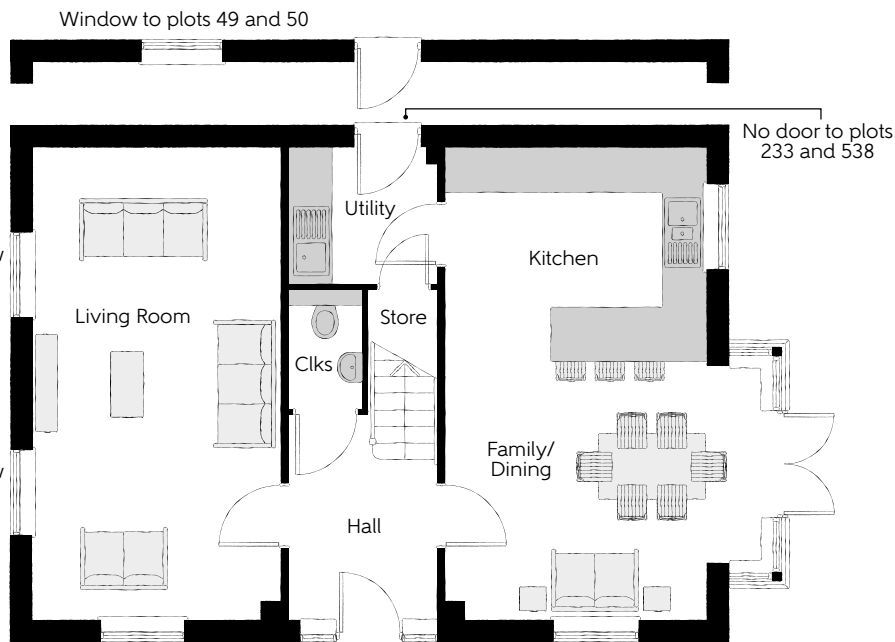 Window to plots 49 and 50
No door to plots
233 and 538
Utility
Kitchen
Living Room
Store
Clks
Family/
Dining
Hall